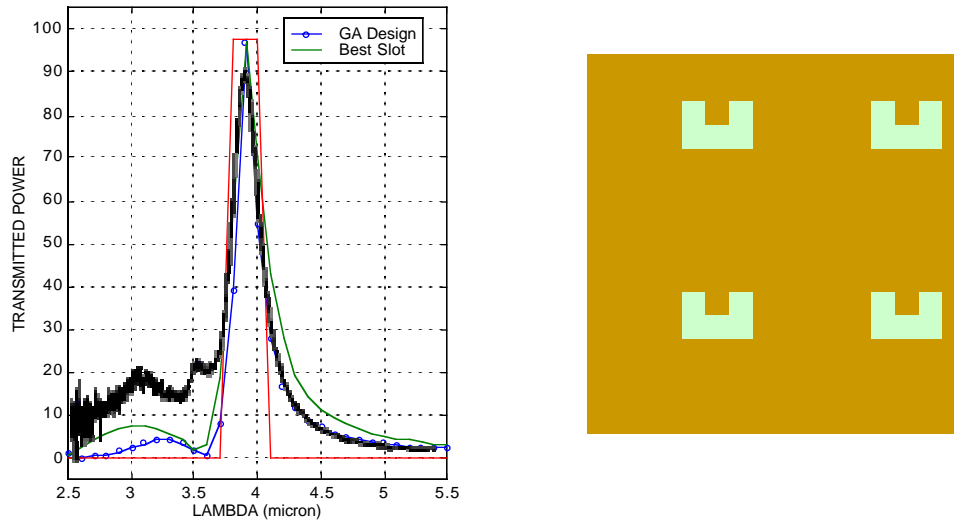 100
90
80
70
60
50
40
30
20
10
0
TRANSMITTED POWER
GA Design
Best Slot
2.5 3 3.5 4 4.5 5 5.5
LAMBDA (micron)